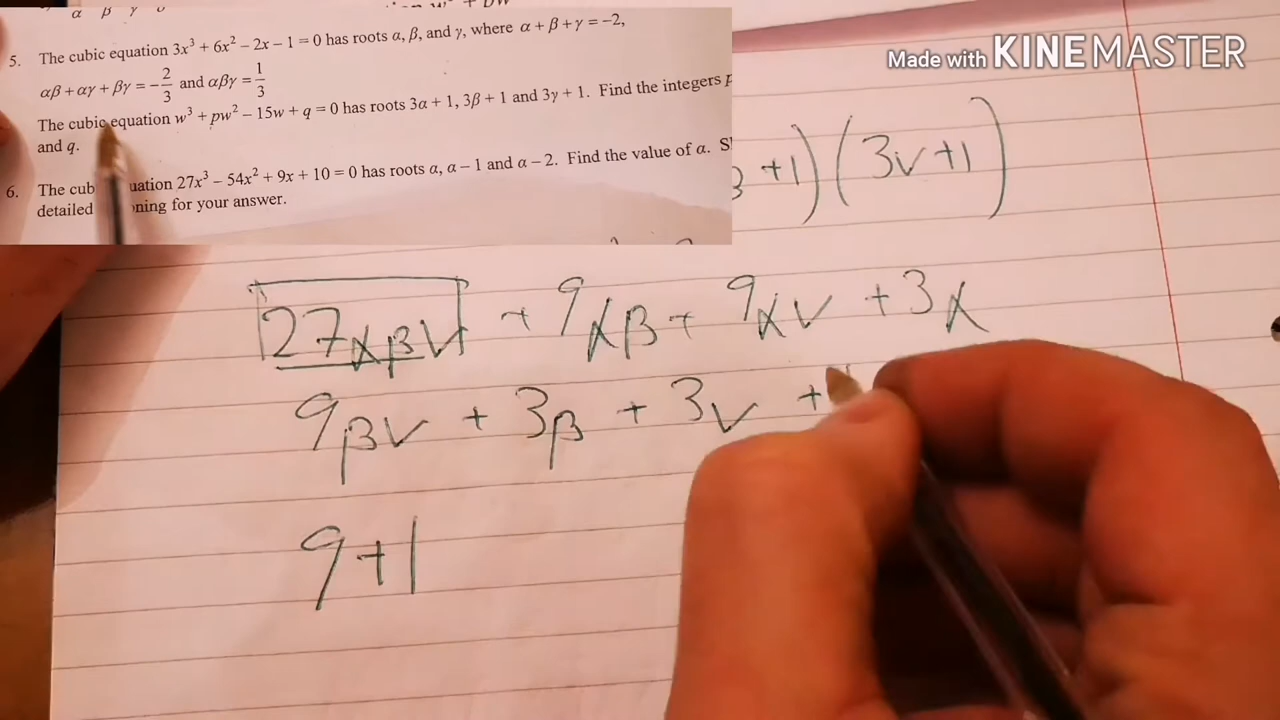 α β γ
Made with KINEMASTER
5. The cubic equation 3x³ + 6x² − 2x − 1 = 0 has roots α, β, and γ, where α + β + γ = −2,
αβ + αγ + βγ = −2/3 and αβγ = 1/3
The cubic equation w³ + pw² − 15w + q = 0 has roots 3α + 1, 3β + 1 and 3γ + 1. Find the integers p
and q.
6. The cub uation 27x³ − 54x² + 9x + 10 = 0 has roots α, α − 1 and α − 2. Find the value of α. S
detailed ning for your answer.
+1)(3γ+1)
27αβγ + 9αβ + 9αγ + 3α
9βγ + 3β + 3γ +
9+1